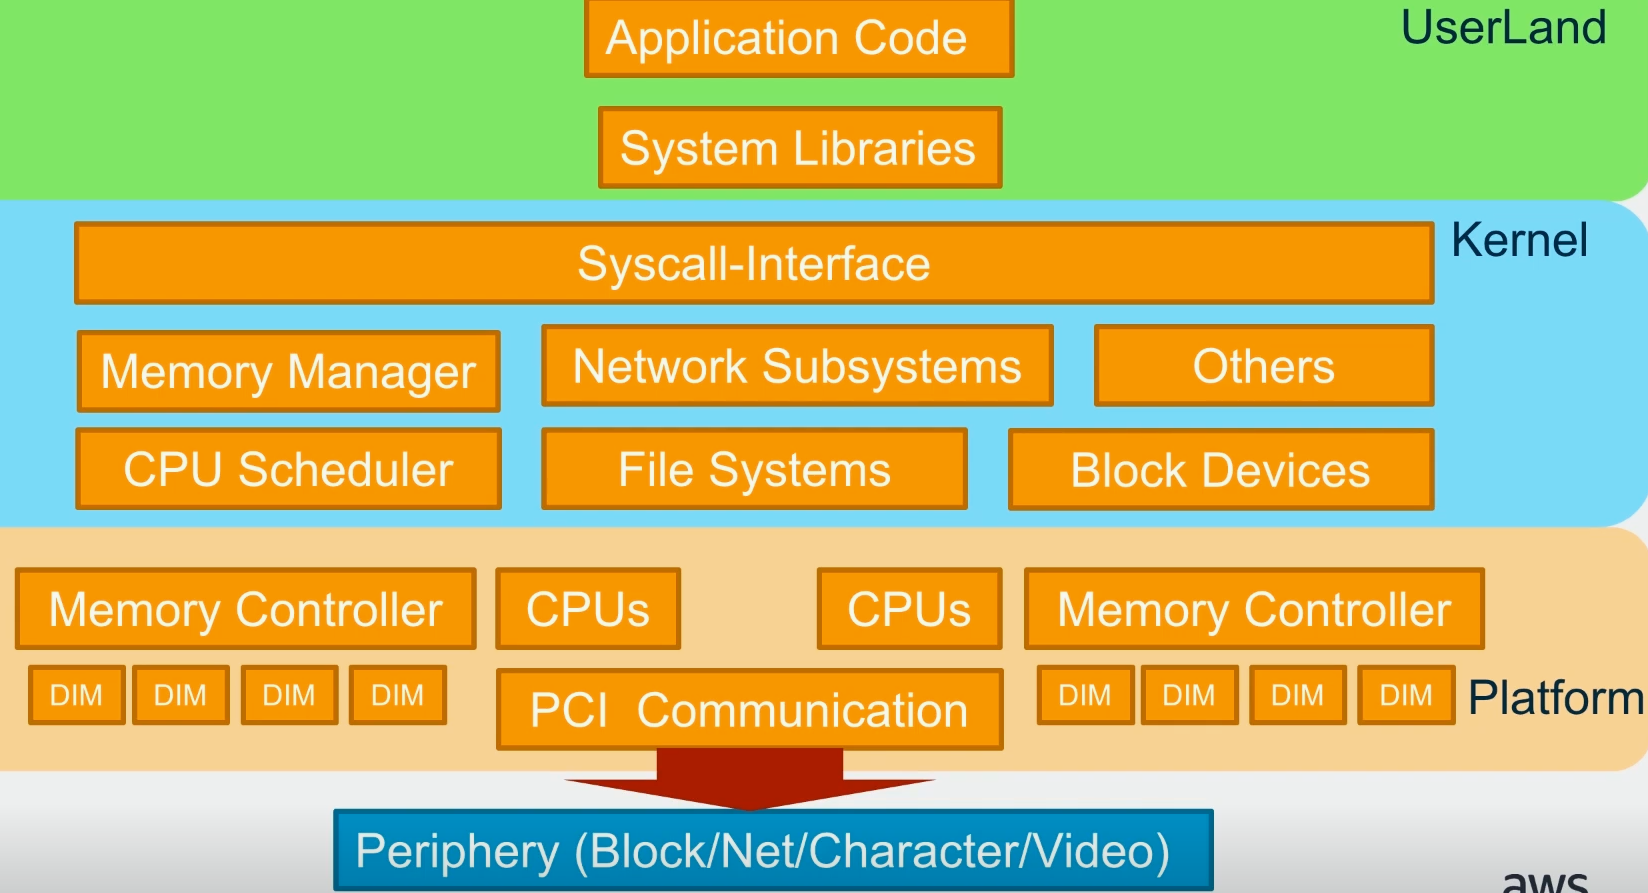 Application Code
UserLand
System Libraries
Syscall-Interface
Kernel
Memory Manager
Network Subsystems
Others
CPU Scheduler
File Systems
Block Devices
Memory Controller
CPUs
CPUs
Memory Controller
DIM
DIM
DIM
DIM
PCI Communication
DIM
DIM
DIM
DIM
Platform
Periphery (Block/Net/Character/Video)
aws